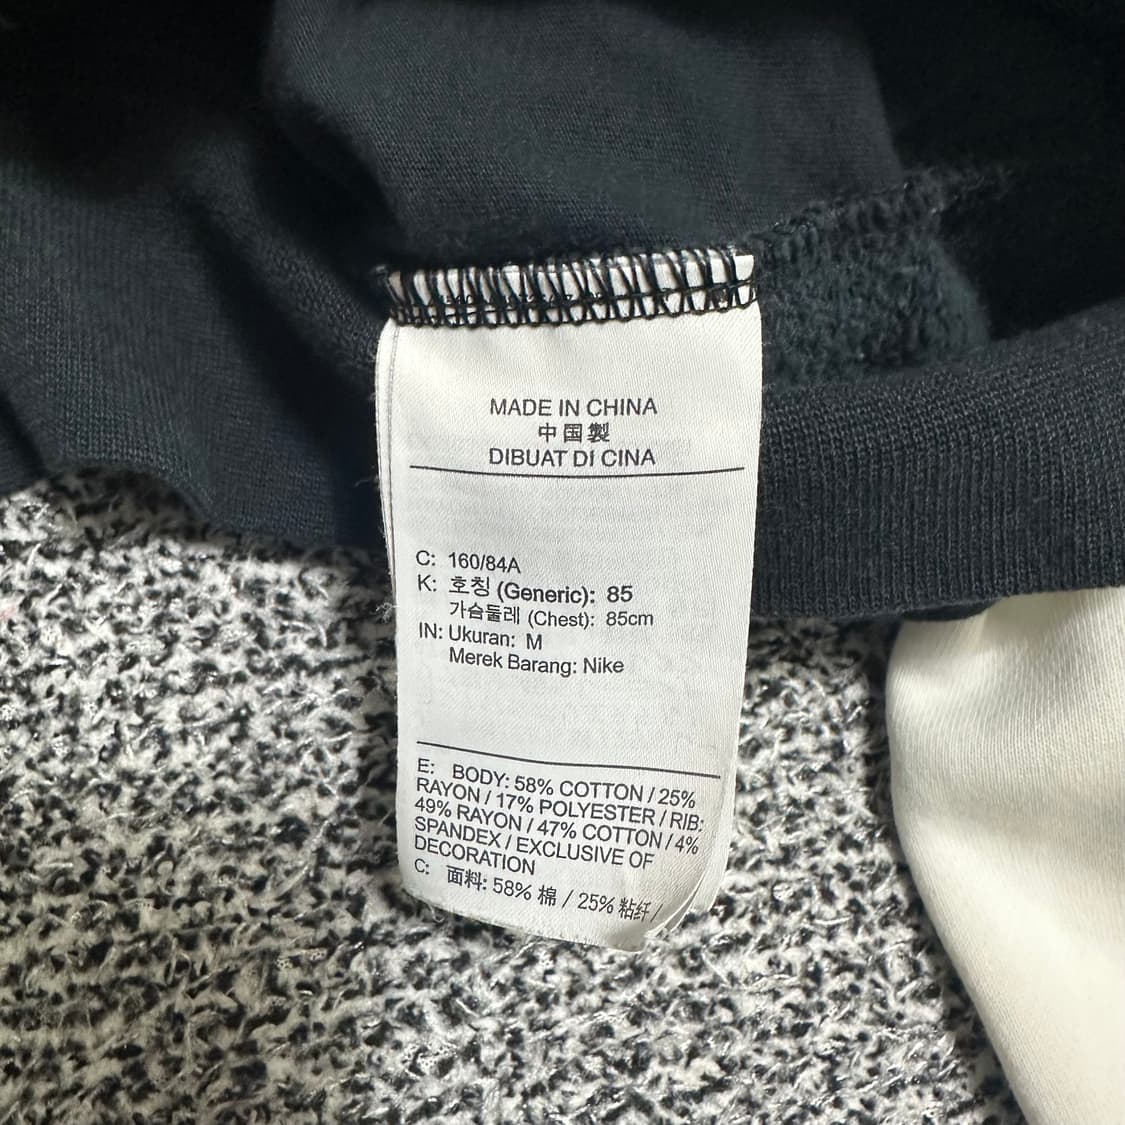 MADE IN CHINA
中国製
DIBUAT DI CINA
C: 160/84A
K: 호칭 (Generic): 85
가슴둘레 (Chest): 85cm
IN: Ukuran: M
Merek Barang: Nike
E: BODY: 58% COTTON / 25%
RAYON / 17% POLYESTER / RIB:
49% RAYON / 47% COTTON / 4%
SPANDEX / EXCLUSIVE OF
DECORATION
C: 面料: 58% 棉 / 25% 粘纤 /